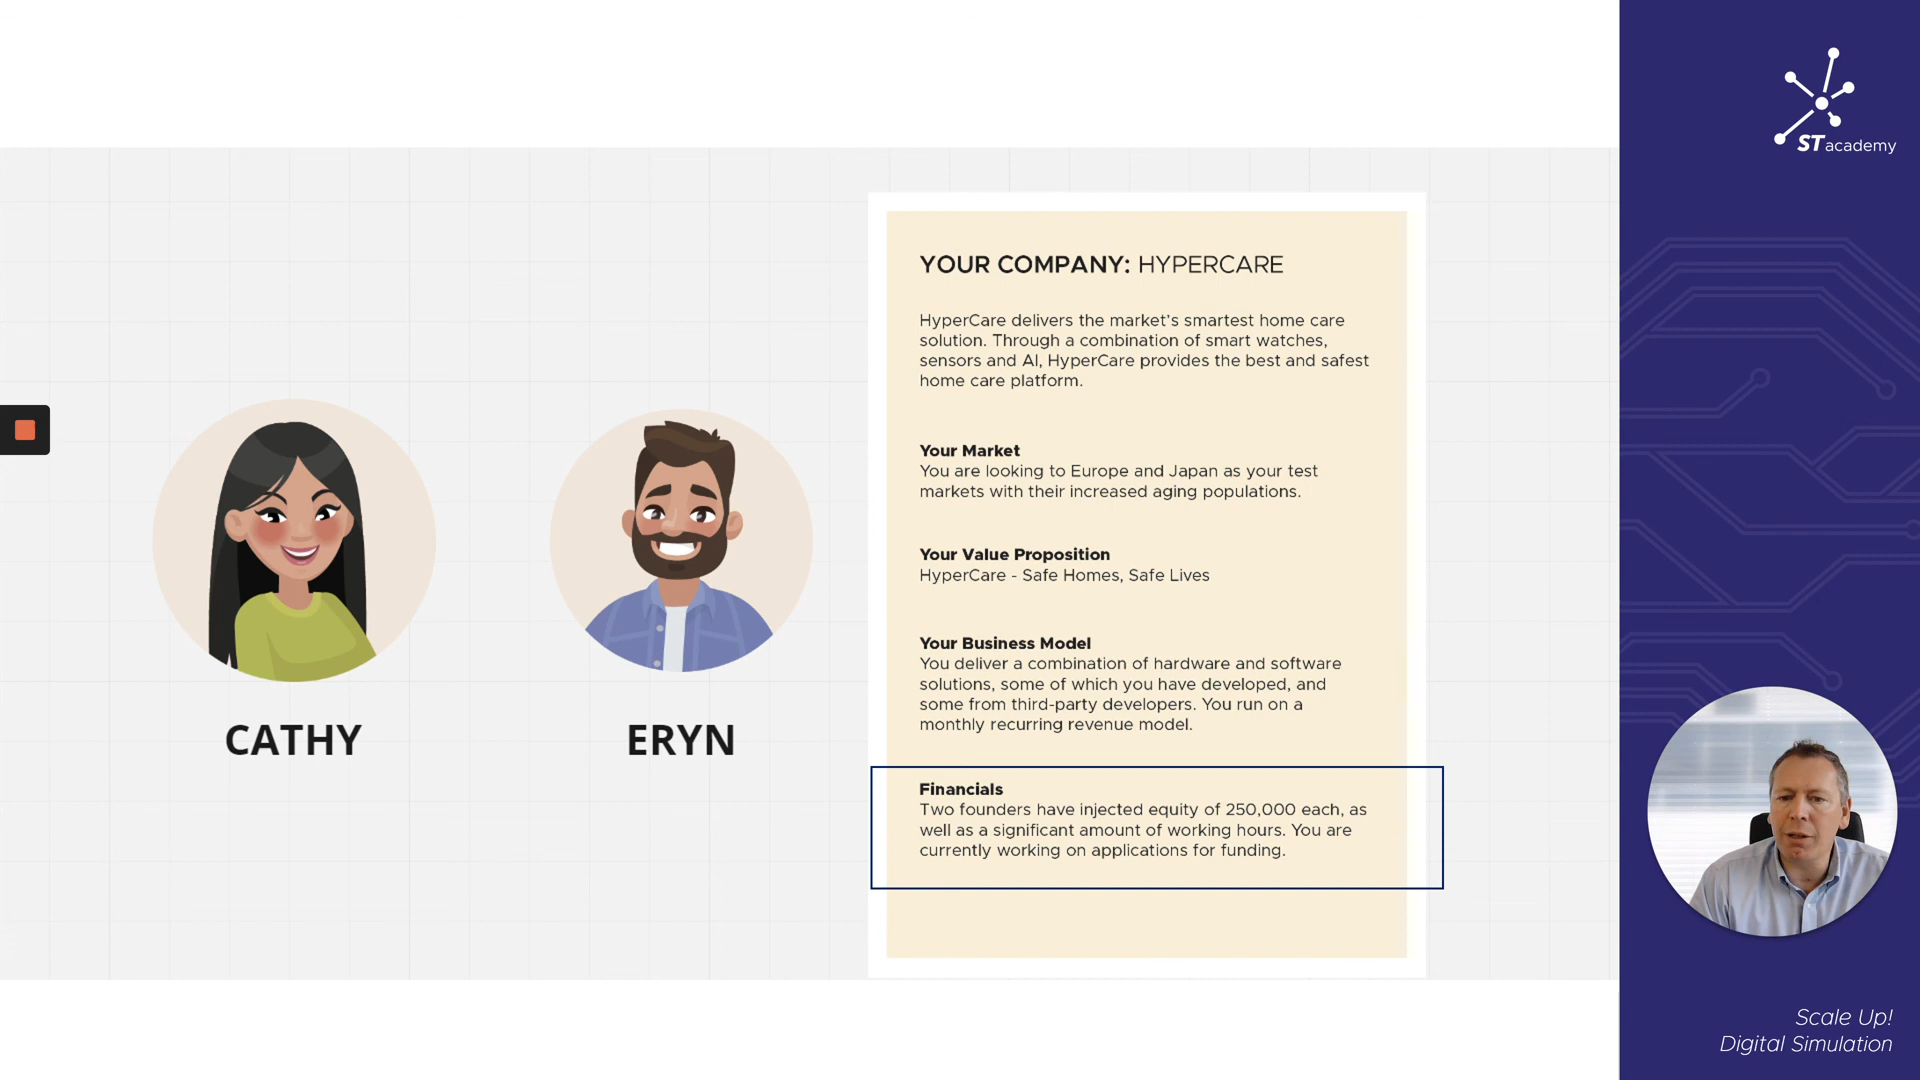 STacademy
YOUR COMPANY: HYPERCARE
HyperCare delivers the market's smartest home care
solution. Through a combination of smart watches,
sensors and AI, HyperCare provides the best and safest
home care platform.
Your Market
You are looking to Europe and Japan as your test
markets with their increased aging populations.
Your Value Proposition
HyperCare - Safe Homes, Safe Lives
Your Business Model
You deliver a combination of hardware and software
solutions, some of which you have developed, and
some from third-party developers. You run on a
monthly recurring revenue model.
CATHY
ERYN
Financials
Two founders have injected equity of 250,000 each, as
well as a significant amount of working hours. You are
currently working on applications for funding.
Scale Up!
Digital Simulation